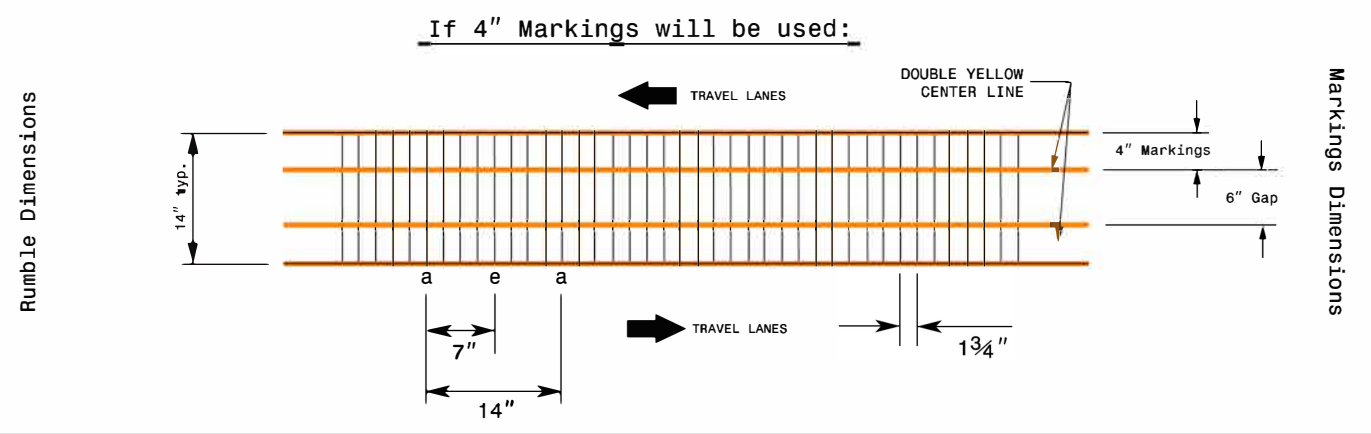 If 4" Markings will be used:
DOUBLE YELLOW
CENTER LINE
TRAVEL LANES
Rumble Dimensions
Markings Dimensions
4" Markings
14" typ.
6" Gap
a e a
TRAVEL LANES
7"
1¾"
14"